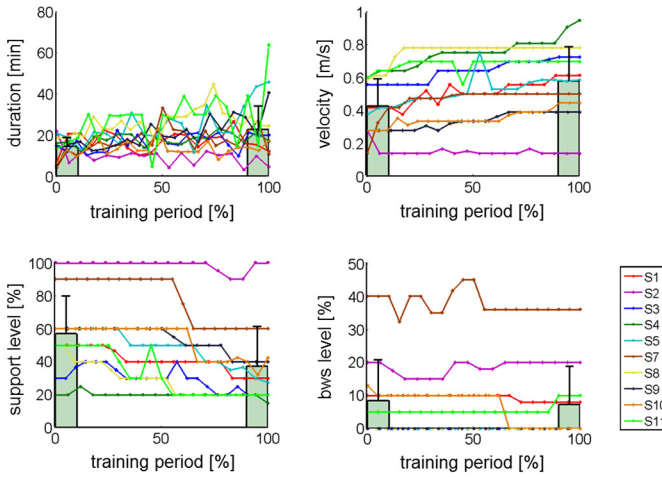 duration [min]
80
60
40
20
0
0
50
100
training period [%]
velocity [m/s]
1
0.8
0.6
0.4
0.2
0
0
50
100
training period [%]
support level [%]
100
80
60
40
20
0
0
50
100
training period [%]
bws level [%]
50
40
30
20
10
0
0
50
100
training period [%]
S1
S2
S3
S4
S5
S7
S8
S9
S10
S11